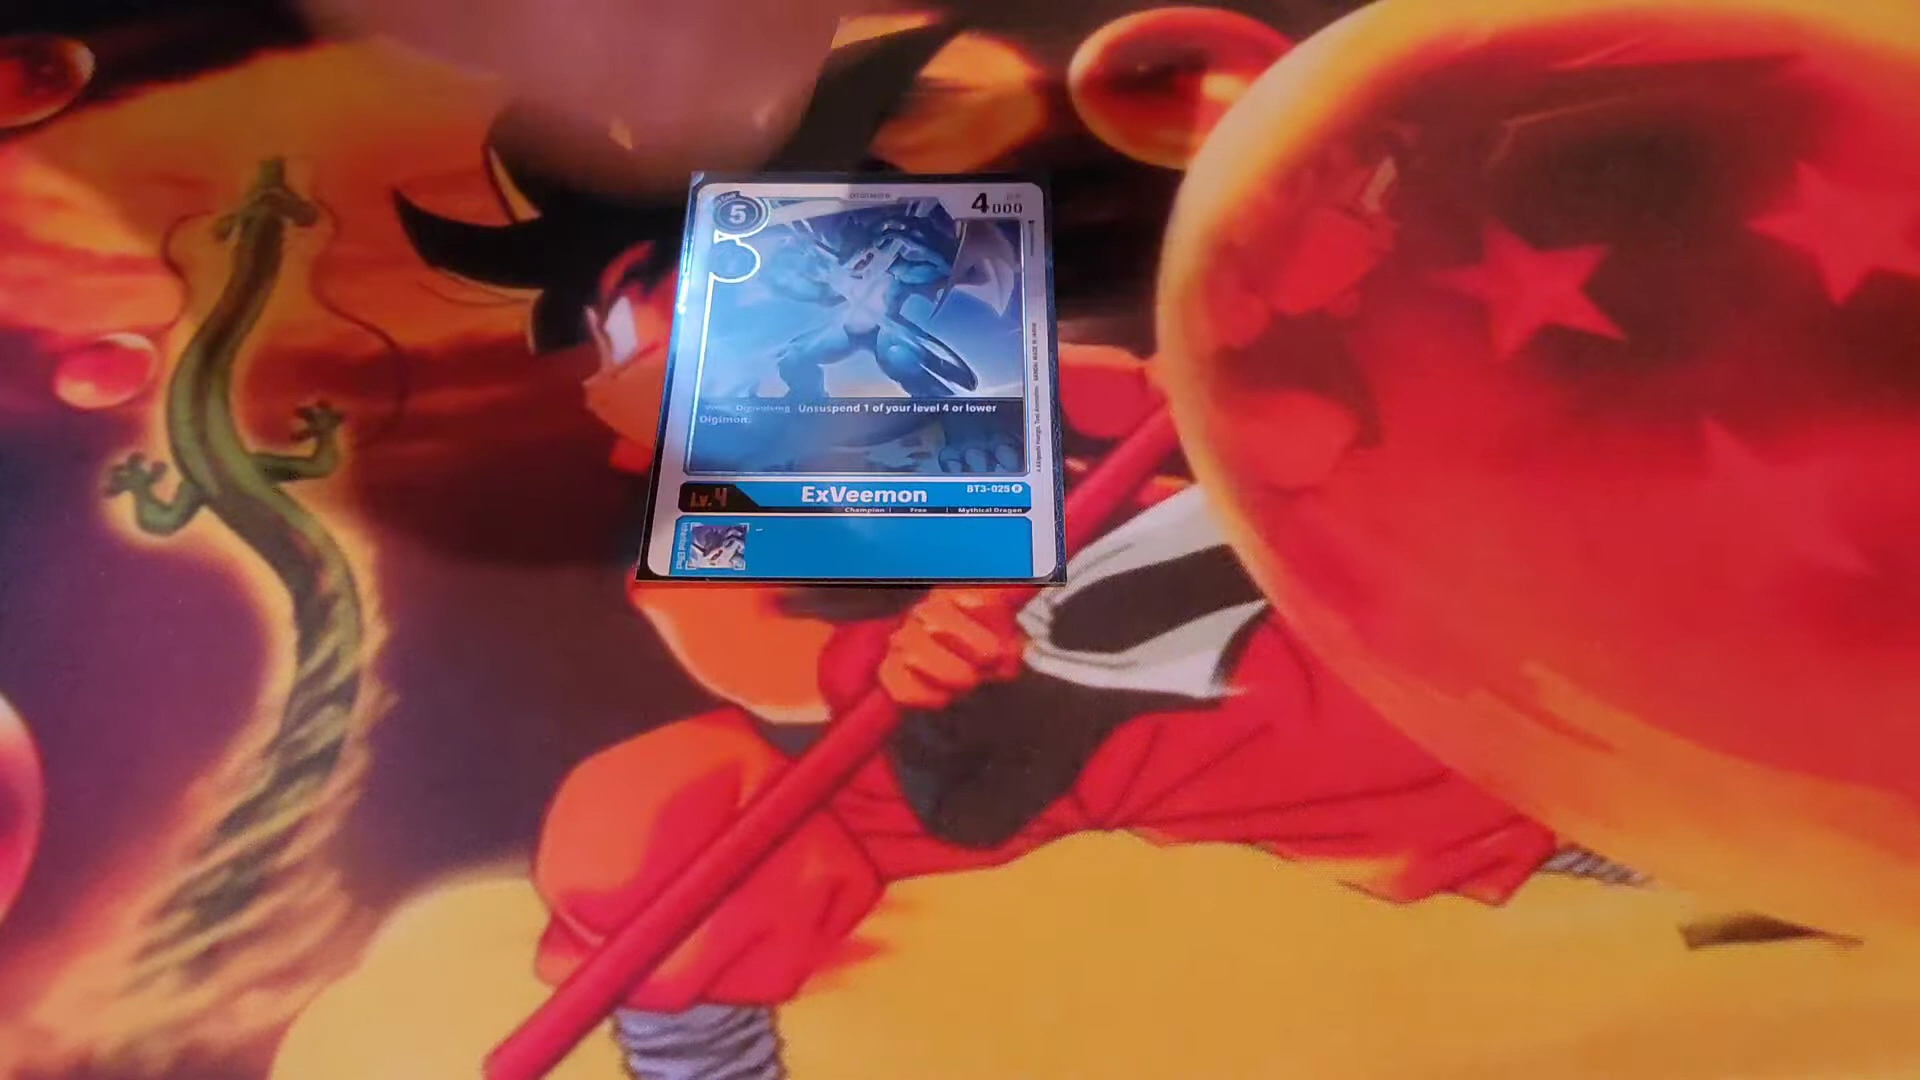 5
DIGIMON
4000
Unsuspend 1 of your level 4 or lower
Digimon.
Lv.4
ExVeemon
BT3-025 R
Champion | Free | Mythical Dragon